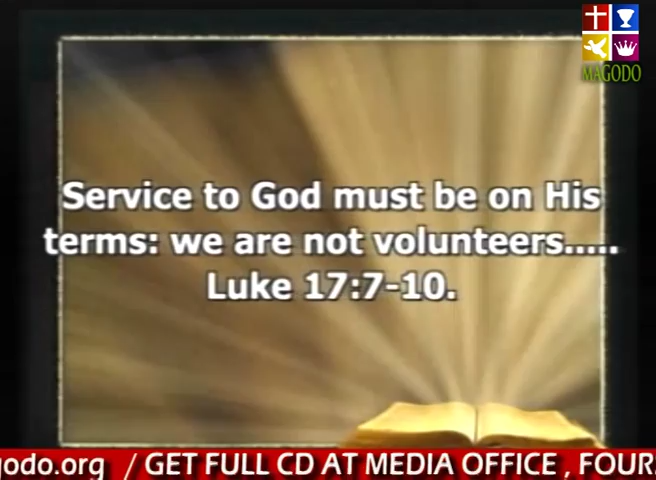 MAGODO
Service to God must be on His
terms: we are not volunteers.....
Luke 17:7-10.
godo.org / GET FULL CD AT MEDIA OFFICE , FOURS